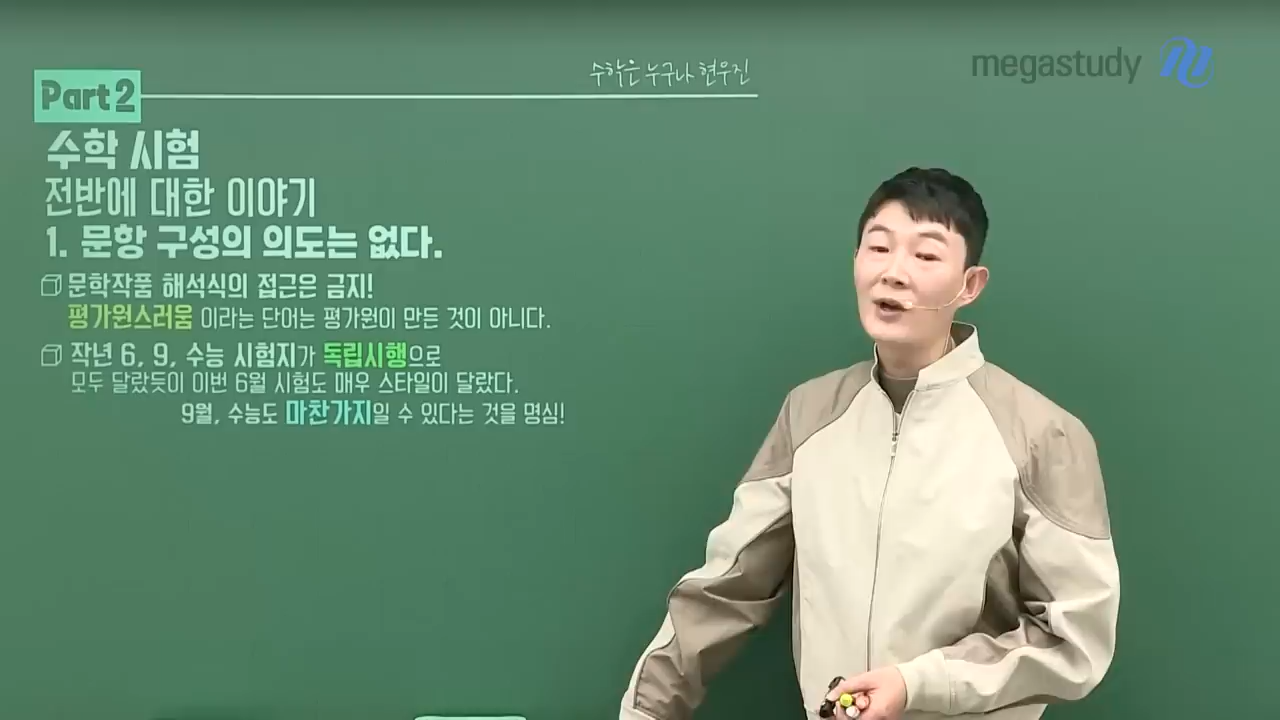 수학은 누구나 현우진
megastudy
Part 2
수학 시험
전반에 대한 이야기
1. 문항 구성의 의도는 없다.
문학작품 해석식의 접근은 금지!
평가원스러움 이라는 단어는 평가원이 만든 것이 아니다.
작년 6, 9, 수능 시험지가 독립시행으로
모두 달랐듯이 이번 6월 시험도 매우 스타일이 달랐다.
9월, 수능도 마찬가지일 수 있다는 것을 명심!